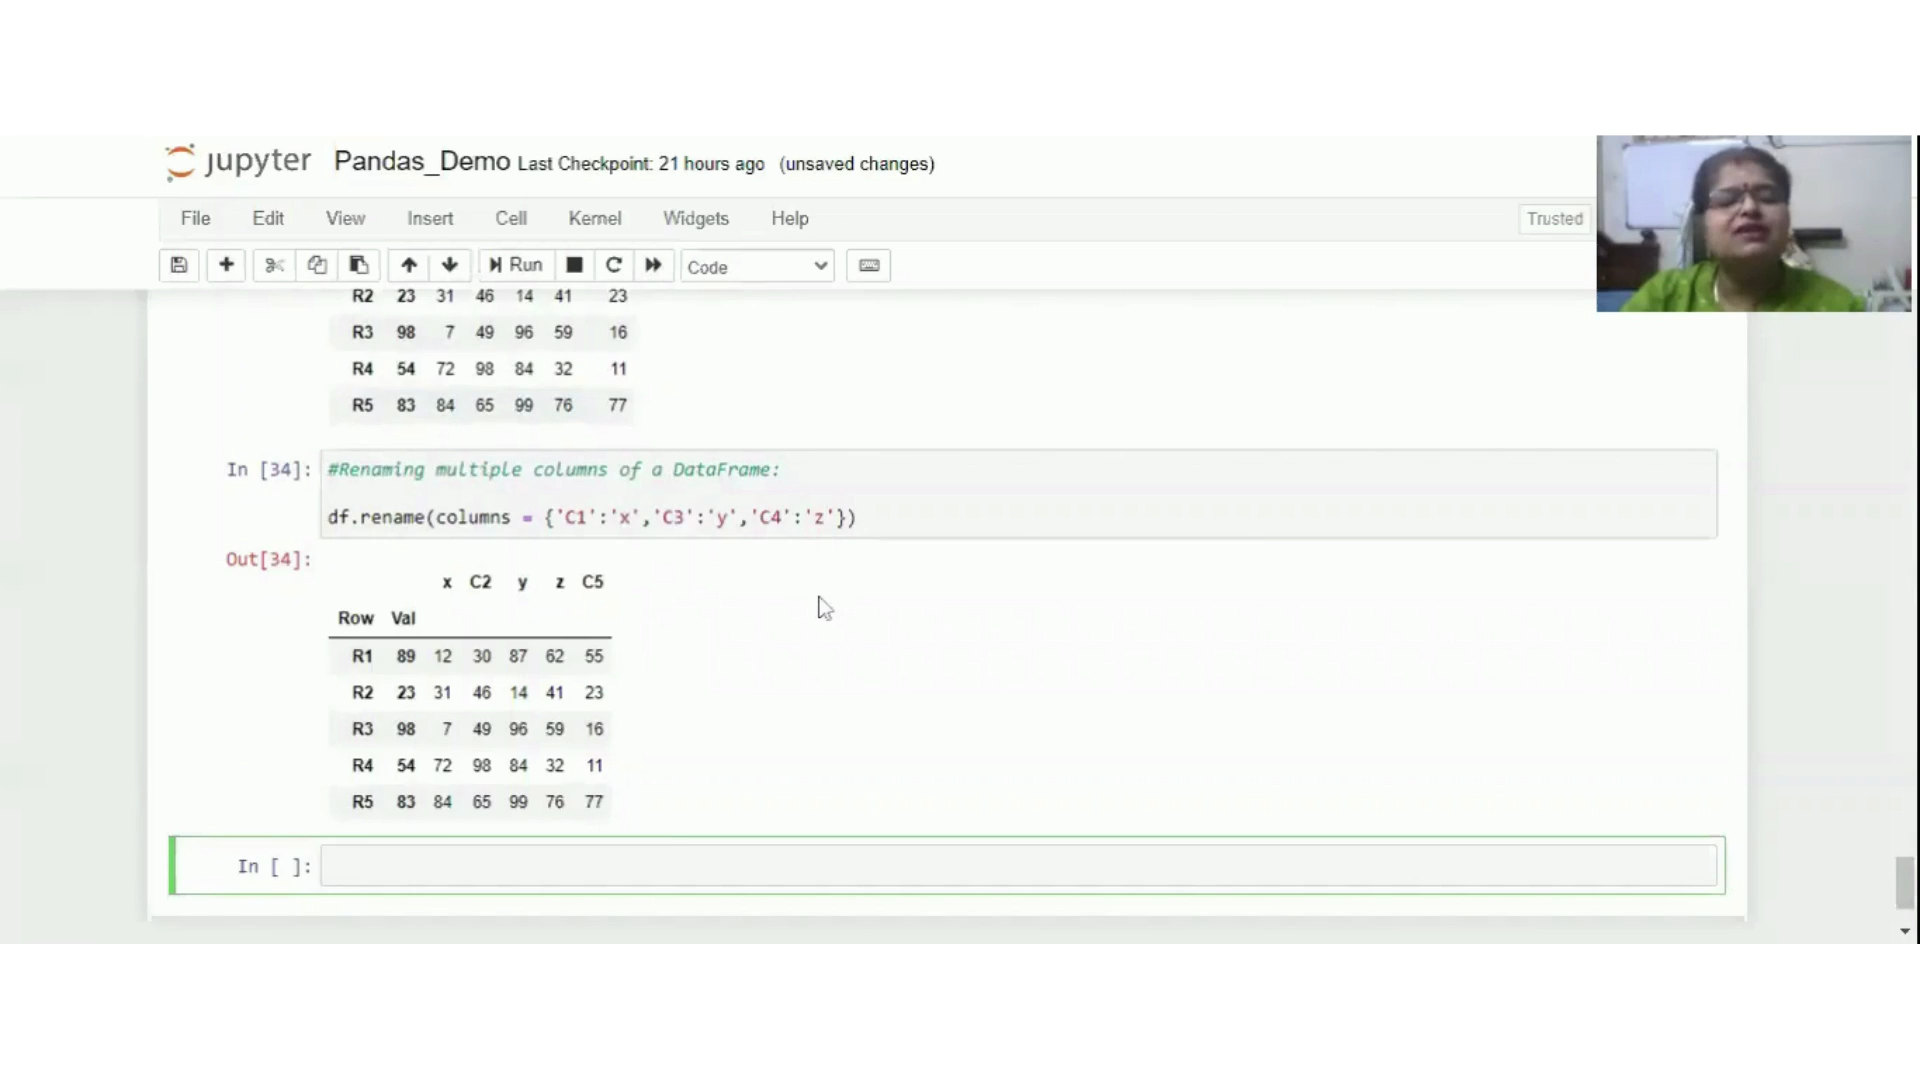 jupyter Pandas_Demo Last Checkpoint: 21 hours ago (unsaved changes)
File Edit View Insert Cell Kernel Widgets Help Trusted
Run Code
R2 23 31 46 14 41 23
R3 98 7 49 96 59 16
R4 54 72 98 84 32 11
R5 83 84 65 99 76 77
In [34]: #Renaming multiple columns of a DataFrame:
df.rename(columns = {'C1':'x','C3':'y','C4':'z'})
Out[34]:
x C2 y z C5
Row Val
R1 89 12 30 87 62 55
R2 23 31 46 14 41 23
R3 98 7 49 96 59 16
R4 54 72 98 84 32 11
R5 83 84 65 99 76 77
In [ ]: